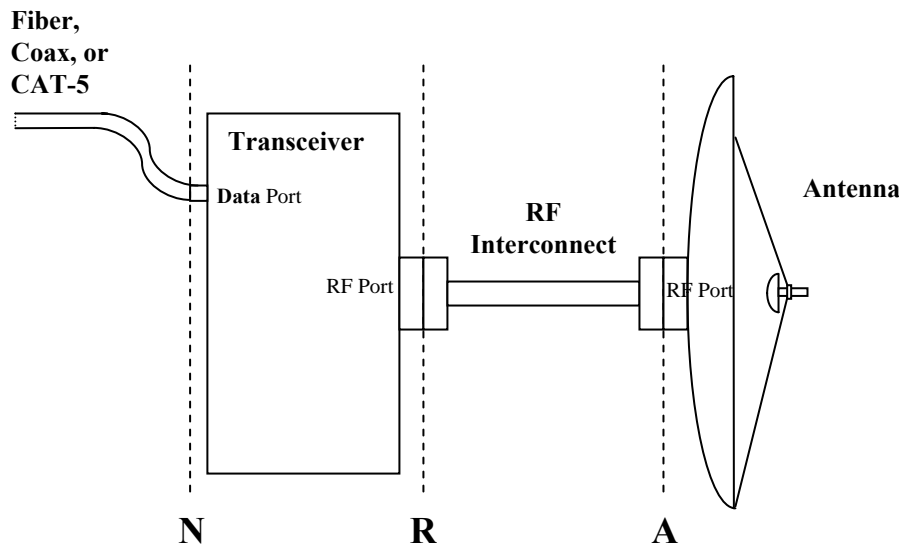 Fiber,
Coax, or
CAT-5
Transceiver
Data Port
RF Port
RF
Interconnect
RF Port
Antenna
N
R
A